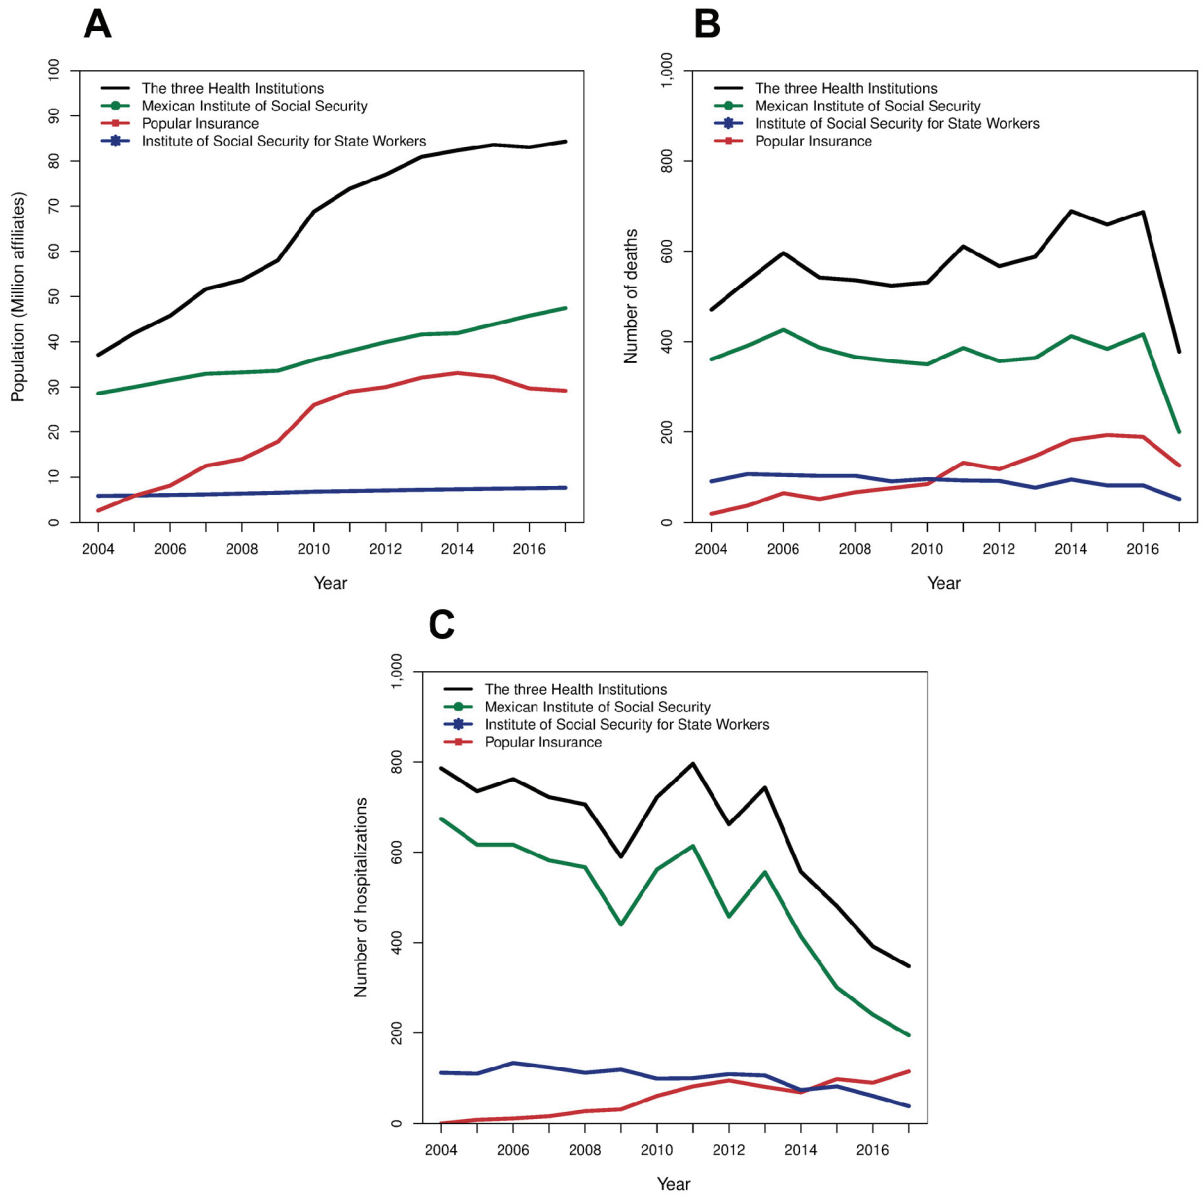 A
The three Health Institutions
Mexican Institute of Social Security
Popular Insurance
Institute of Social Security for State Workers
Population (Million affiliates)
100
90
80
70
60
50
40
30
20
10
0
2004 2006 2008 2010 2012 2014 2016
Year
B
The three Health Institutions
Mexican Institute of Social Security
Institute of Social Security for State Workers
Popular Insurance
Number of deaths
1,000
800
600
400
200
0
2004 2006 2008 2010 2012 2014 2016
Year
C
The three Health Institutions
Mexican Institute of Social Security
Institute of Social Security for State Workers
Popular Insurance
Number of hospitalizations
1,000
800
600
400
200
0
2004 2006 2008 2010 2012 2014 2016
Year